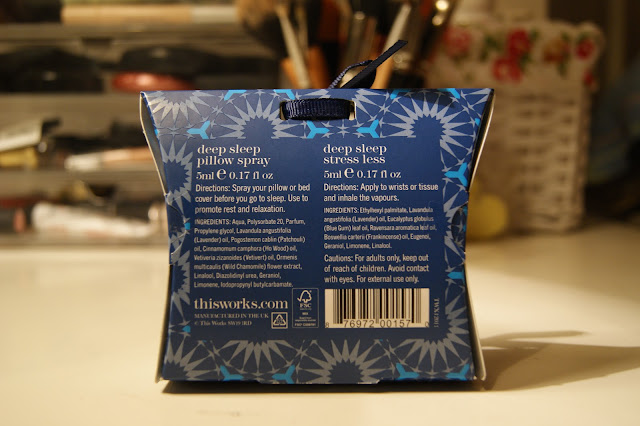 deep sleep
pillow spray
5ml e 0.17 fl oz
Directions: Spray your pillow or bed
cover before you go to sleep. Use to
promote rest and relaxation.
INGREDIENTS: Aqua, Polysorbate 20, Parfum,
Propylene glycol, Lavandula angustifolia
(Lavender) oil, Pogostemon cablin (Patchouli)
oil, Cinnamomum camphora (Ho Wood) oil,
Vetiveria zizanoides (Vetivert) oil, Ormenis
multicaulis (Wild Chamomile) flower extract,
Linalool, Diazolidinyl urea, Geraniol,
Limonene, Iodopropynyl butylcarbamate.
thisworks.com
MANUFACTURED IN THE UK
© This Works SW19 3RD
FSC
deep sleep
stress less
5ml e 0.17 fl oz
Directions: Apply to wrists or tissue
and inhale the vapours.
INGREDIENTS: Ethylhexyl palmitate, Lavandula
angustifolia (Lavender) oil, Eucalyptus globulus
(Blue Gum) leaf oil, Ravensara aromatica leaf oil,
Boswellia carterii (Frankincense) oil, Eugenol,
Geraniol, Limonene, Linalool.
Cautions: For adults only, keep out
of reach of children. Avoid contact
with eyes. For external use only.
76972 00157